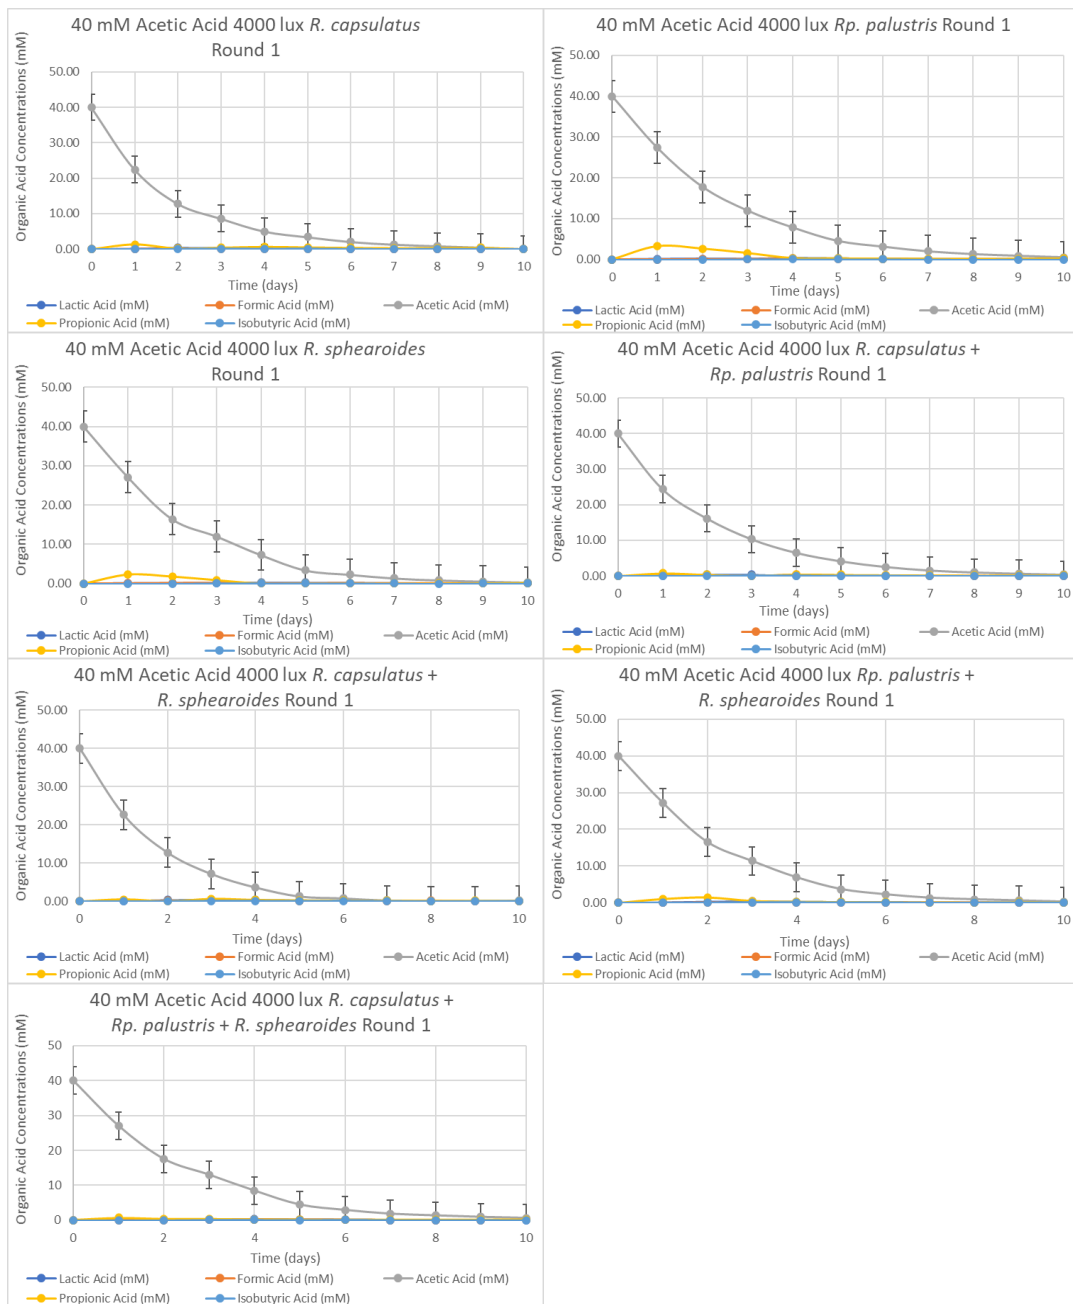 40 mM Acetic Acid 4000 lux R. capsulatus
Round 1
Organic Acid Concentrations (mM)
50.00
40.00
30.00
20.00
10.00
0.00
0 1 2 3 4 5 6 7 8 9 10
Time (days)
Lactic Acid (mM) Formic Acid (mM) Acetic Acid (mM)
Propionic Acid (mM) Isobutyric Acid (mM)
40 mM Acetic Acid 4000 lux Rp. palustris Round 1
Organic Acid Concentrations (mM)
50.00
40.00
30.00
20.00
10.00
0.00
0 1 2 3 4 5 6 7 8 9 10
Time (days)
Lactic Acid (mM) Formic Acid (mM) Acetic Acid (mM)
Propionic Acid (mM) Isobutyric Acid (mM)
40 mM Acetic Acid 4000 lux R. sphearoides
Round 1
Organic Acid Concentrations (mM)
50.00
40.00
30.00
20.00
10.00
0.00
0 1 2 3 4 5 6 7 8 9 10
Time (days)
Lactic Acid (mM) Formic Acid (mM) Acetic Acid (mM)
Propionic Acid (mM) Isobutyric Acid (mM)
40 mM Acetic Acid 4000 lux R. capsulatus +
Rp. palustris Round 1
Organic Acid Concentrations (mM)
50.00
40.00
30.00
20.00
10.00
0.00
0 1 2 3 4 5 6 7 8 9 10
Time (days)
Lactic Acid (mM) Formic Acid (mM) Acetic Acid (mM)
Propionic Acid (mM) Isobutyric Acid (mM)
40 mM Acetic Acid 4000 lux R. capsulatus +
R. sphearoides Round 1
Organic Acid Concentrations (mM)
50.00
40.00
30.00
20.00
10.00
0.00
0 2 4 6 8 10
Time (days)
Lactic Acid (mM) Formic Acid (mM) Acetic Acid (mM)
Propionic Acid (mM) Isobutyric Acid (mM)
40 mM Acetic Acid 4000 lux Rp. palustris +
R. sphearoides Round 1
Organic Acid Concentrations (mM)
50.00
40.00
30.00
20.00
10.00
0.00
0 2 4 6 8 10
Time (days)
Lactic Acid (mM) Formic Acid (mM) Acetic Acid (mM)
Propionic Acid (mM) Isobutyric Acid (mM)
40 mM Acetic Acid 4000 lux R. capsulatus +
Rp. palustris + R. sphearoides Round 1
Organic Acid Concentrations (mM)
50
40
30
20
10
0
0 2 4 6 8 10
Time (days)
Lactic Acid (mM) Formic Acid (mM) Acetic Acid (mM)
Propionic Acid (mM) Isobutyric Acid (mM)